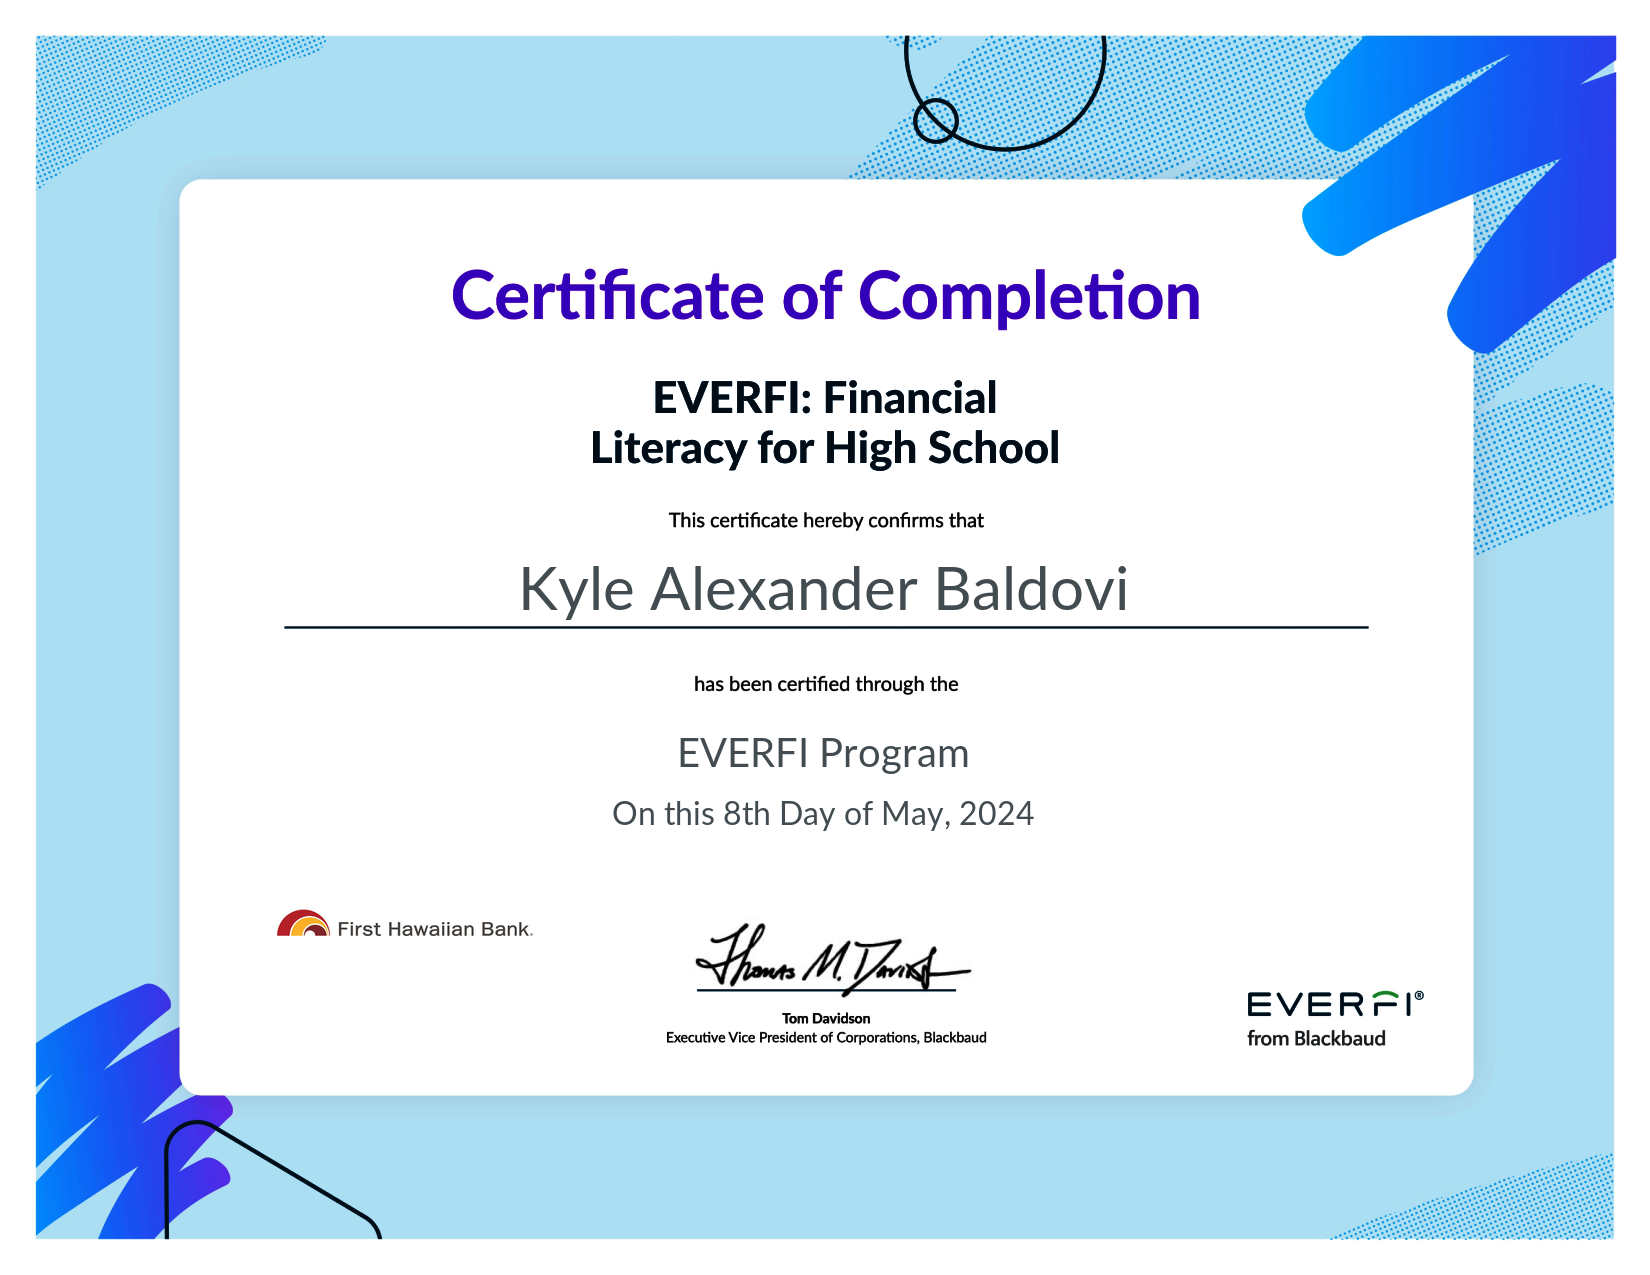 Certificate of Completion
EVERFI: Financial
Literacy for High School
This certificate hereby confirms that
Kyle Alexander Baldovi
has been certified through the
EVERFI Program
On this 8th Day of May, 2024
First Hawaiian Bank.
Thomas M. Davidson
Tom Davidson
Executive Vice President of Corporations, Blackbaud
EVERFI®
from Blackbaud